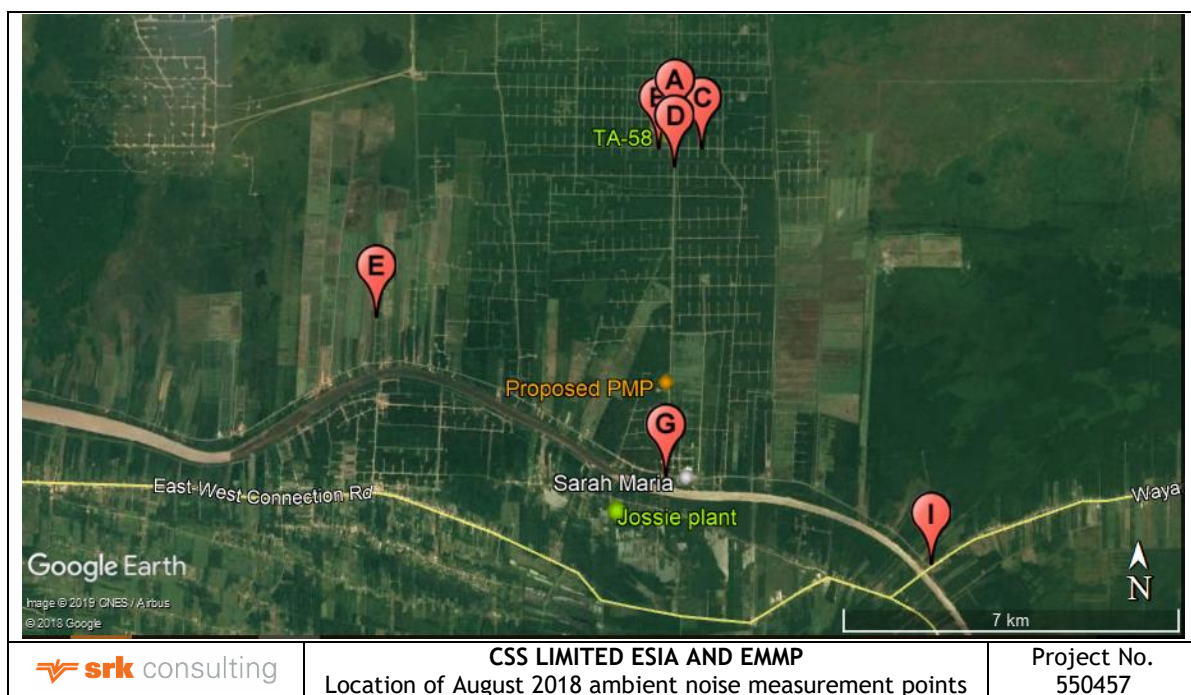 A
B C
D
TA-58
E
Proposed PMP
G
Sarah Maria
East-West Connection Rd
Waya
Jossie plant
I
N
Google Earth
Image © 2019 CNES / Airbus
© 2018 Google
7 km
srk consulting
CSS LIMITED ESIA AND EMMP
Location of August 2018 ambient noise measurement points
Project No.
550457